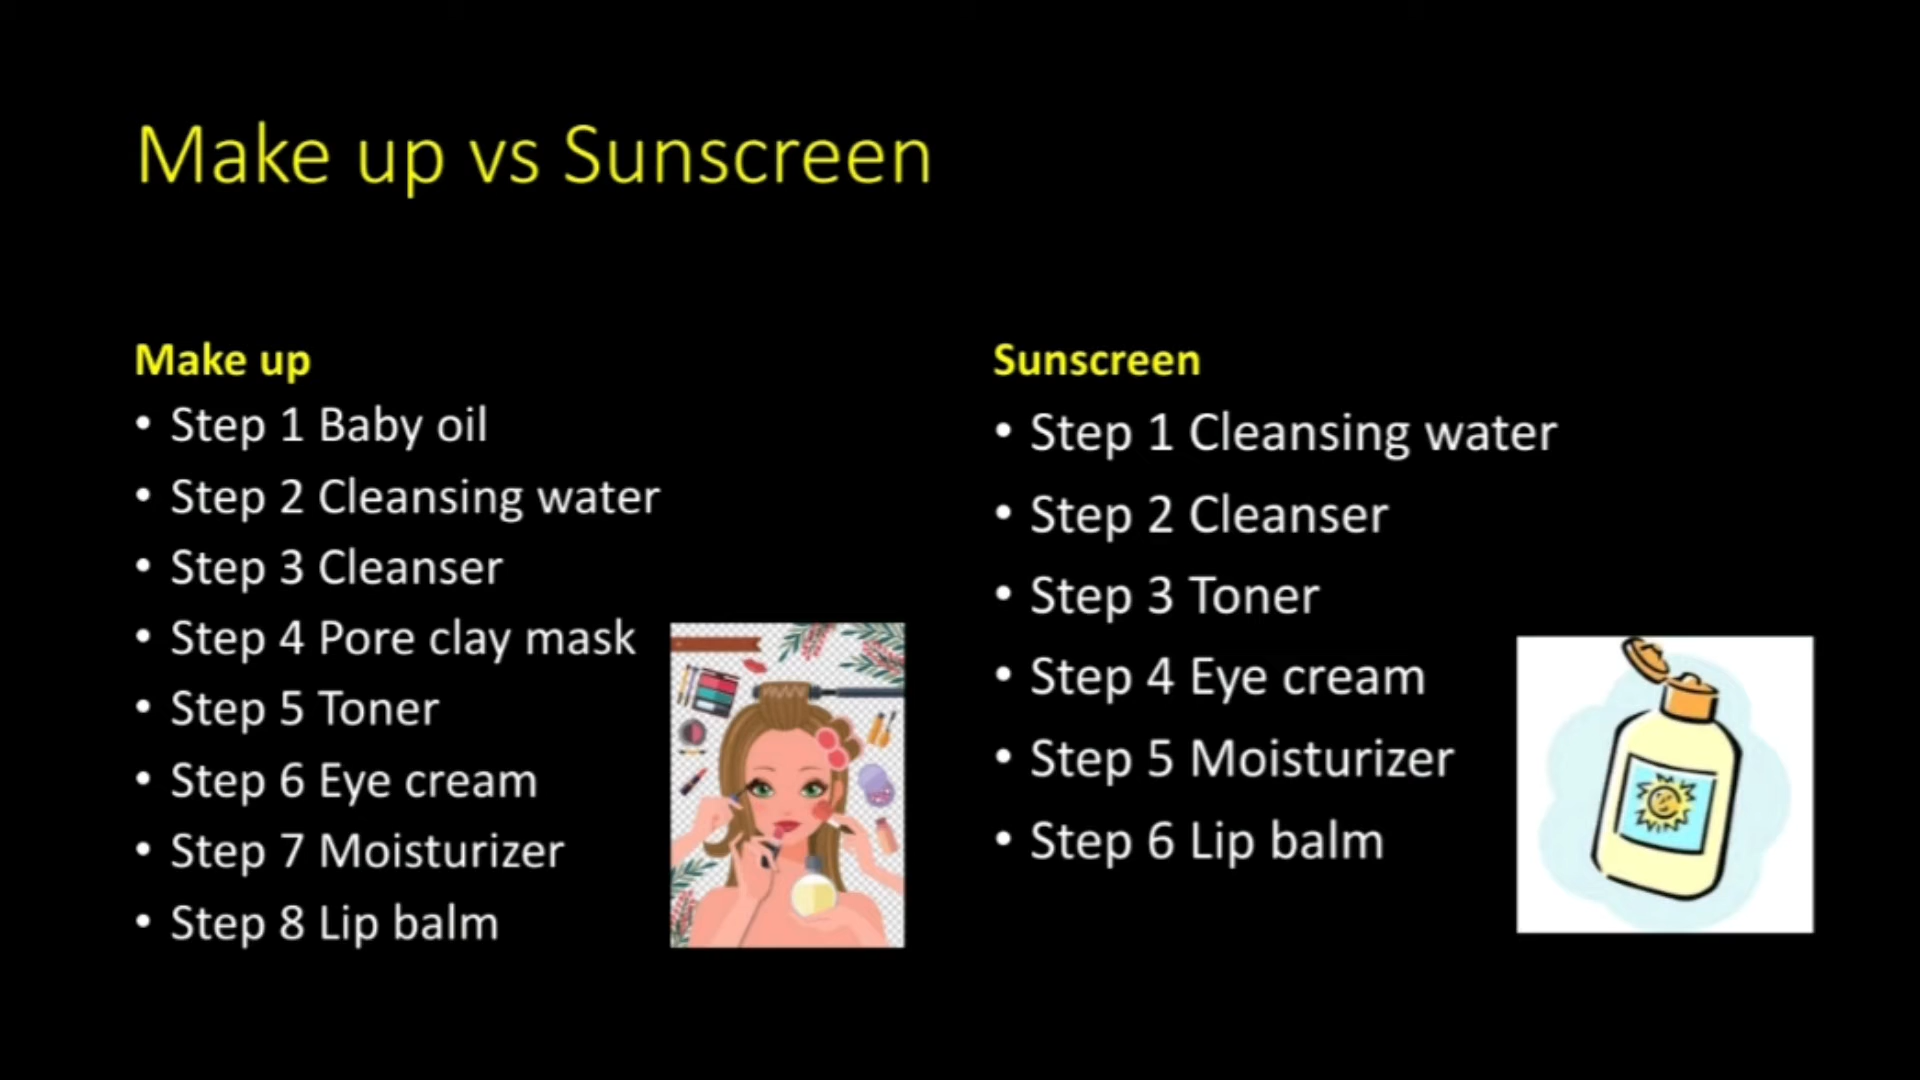 Make up vs Sunscreen
Make up
• Step 1 Baby oil
• Step 2 Cleansing water
• Step 3 Cleanser
• Step 4 Pore clay mask
• Step 5 Toner
• Step 6 Eye cream
• Step 7 Moisturizer
• Step 8 Lip balm
Sunscreen
• Step 1 Cleansing water
• Step 2 Cleanser
• Step 3 Toner
• Step 4 Eye cream
• Step 5 Moisturizer
• Step 6 Lip balm